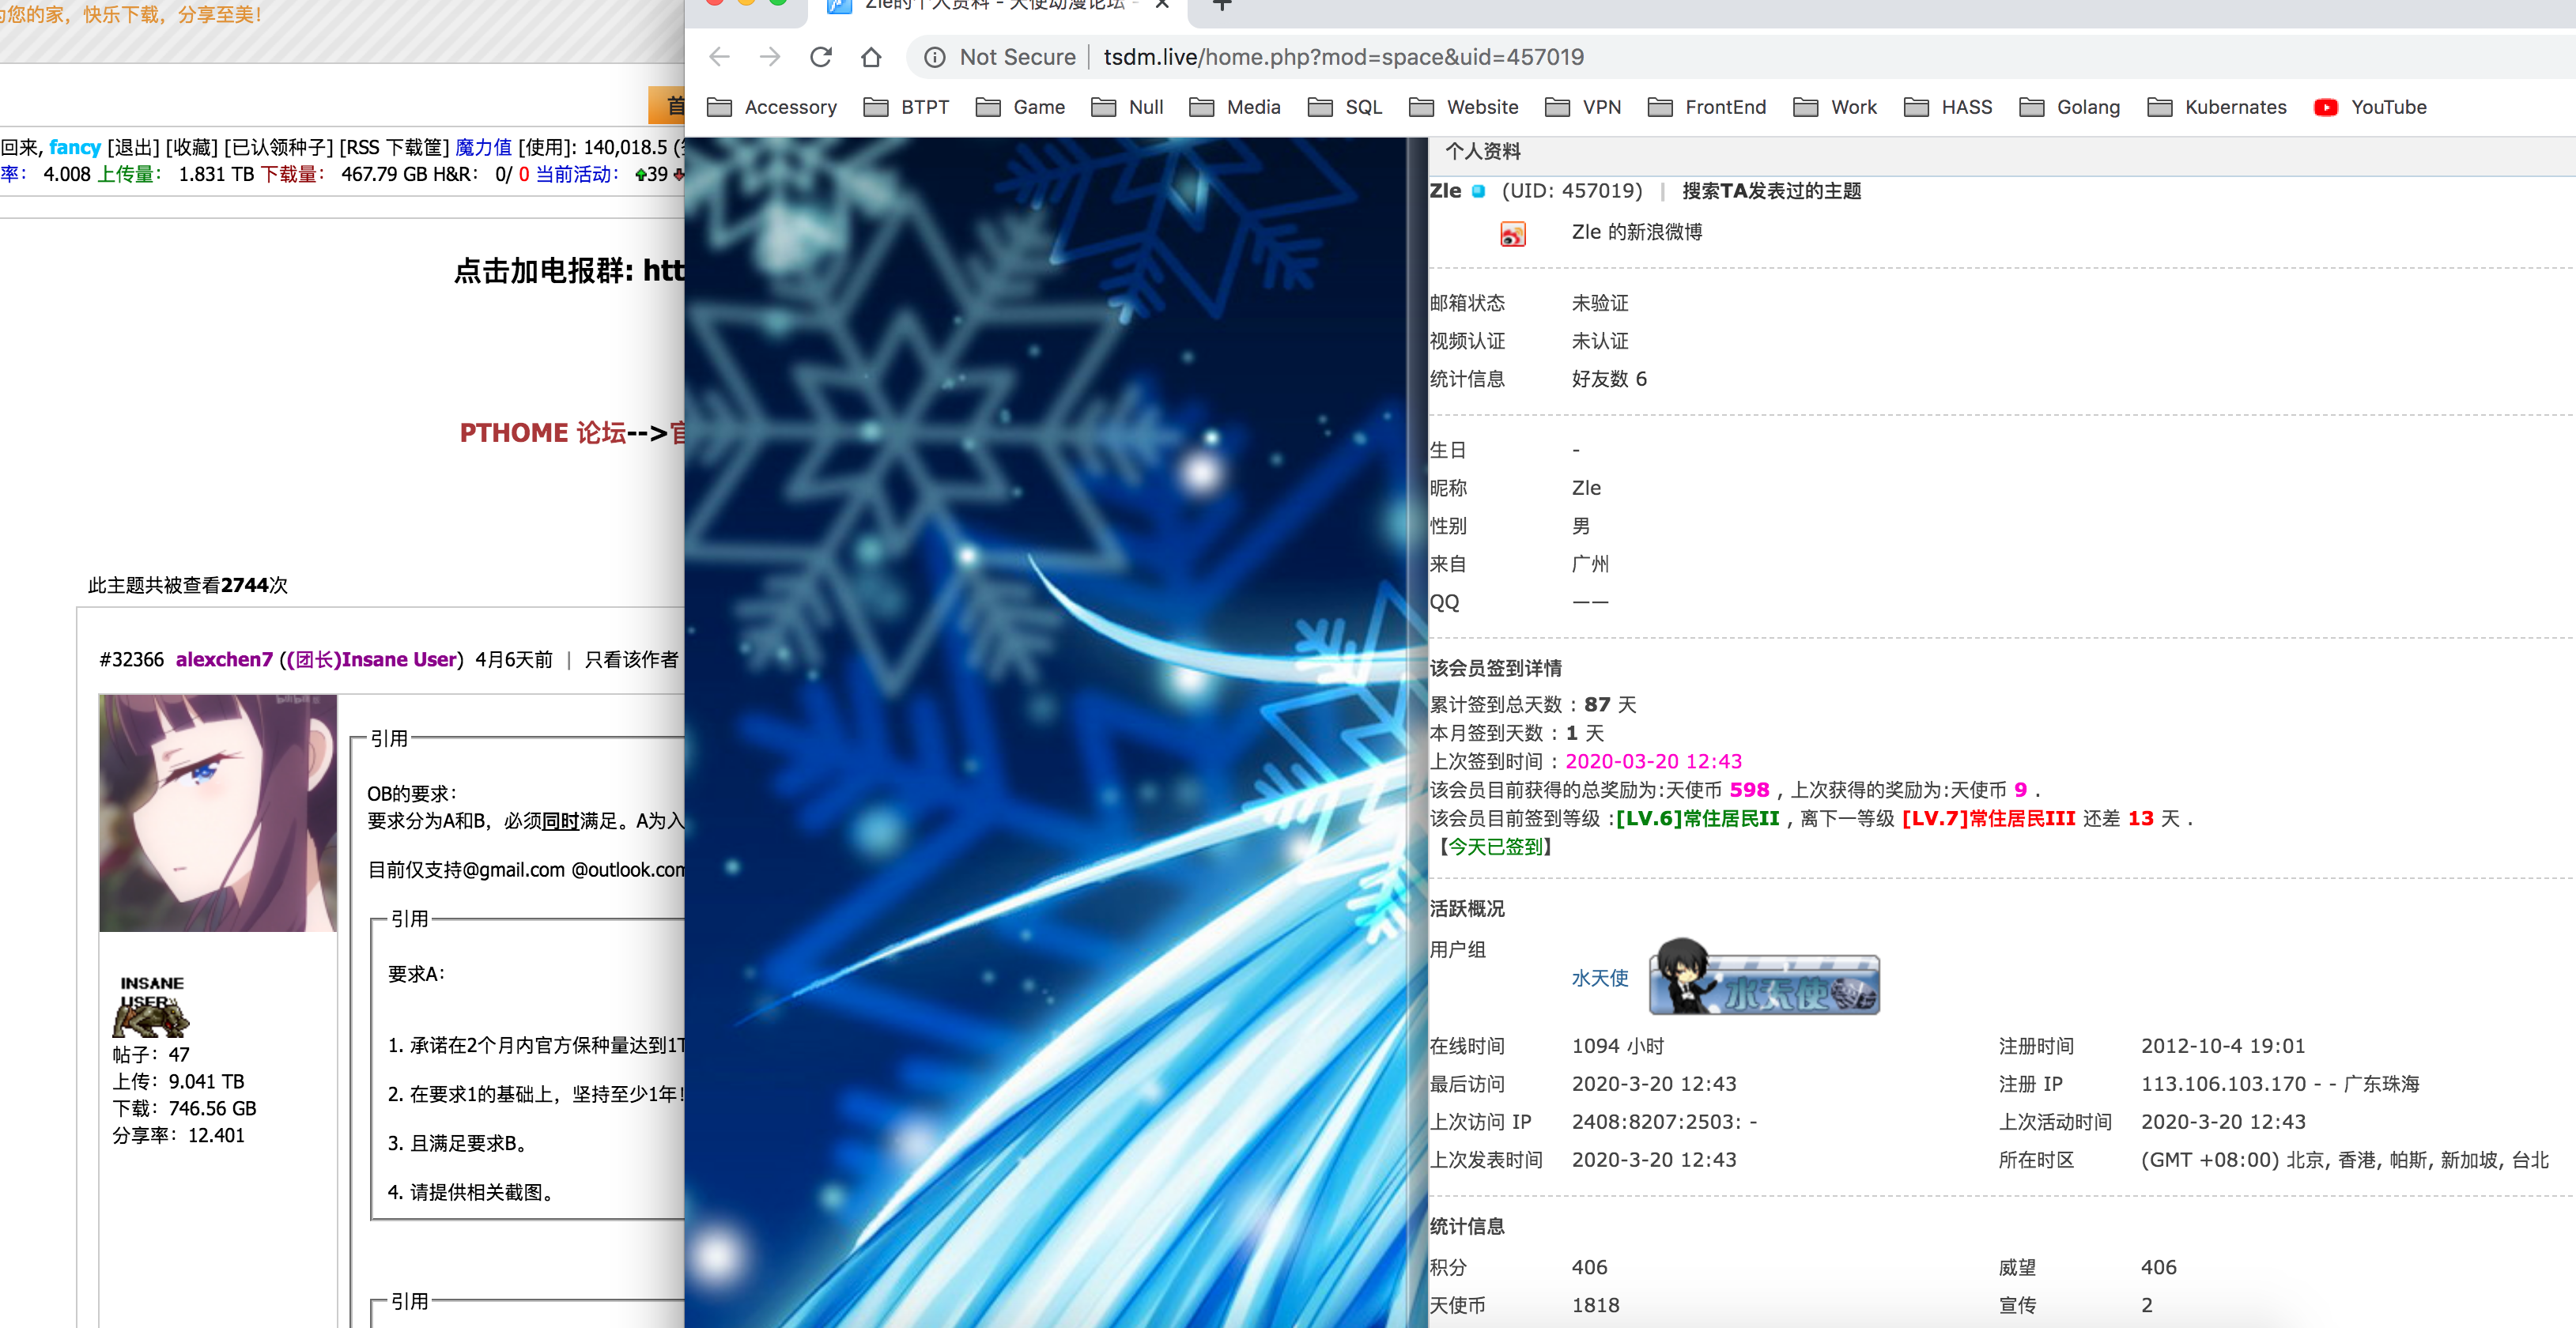 为您的家，快乐下载，分享至美！
首
回来, fancy [退出] [收藏] [已认领种子] [RSS 下载筐] 魔力值 [使用]: 140,018.5
率： 4.008 上传量： 1.831 TB 下载量： 467.79 GB H&R： 0/ 0 当前活动： 39
点击加电报群: htt
PTHOME 论坛-->官
此主题共被查看2744次
#32366 alexchen7 ((团长)Insane User) 4月6天前 | 只看该作者
引用
OB的要求：
要求分为A和B，必须同时满足。A为入
目前仅支持@gmail.com @outlook.com
引用
要求A：
1. 承诺在2个月内官方保种量达到1T
2. 在要求1的基础上，坚持至少1年！
3. 且满足要求B。
4. 请提供相关截图。
引用
INSANE
USER
帖子：47
上传：9.041 TB
下载：746.56 GB
分享率：12.401
Zle的个人资料 - 天使动漫论坛 -
Not Secure | tsdm.live/home.php?mod=space&uid=457019
Accessory BTPT Game Null Media SQL Website VPN FrontEnd Work HASS Golang Kubernates YouTube
个人资料
Zle (UID: 457019) | 搜索TA发表过的主题
Zle 的新浪微博
邮箱状态 未验证
视频认证 未认证
统计信息 好友数 6
生日 -
昵称 Zle
性别 男
来自 广州
QQ ——
该会员签到详情
累计签到总天数 : 87 天
本月签到天数 : 1 天
上次签到时间 : 2020-03-20 12:43
该会员目前获得的总奖励为:天使币 598 , 上次获得的奖励为:天使币 9 .
该会员目前签到等级 :[LV.6]常住居民II , 离下一等级 [LV.7]常住居民III 还差 13 天 .
【今天已签到】
活跃概况
用户组 水天使 水天使
在线时间 1094 小时 注册时间 2012-10-4 19:01
最后访问 2020-3-20 12:43 注册 IP 113.106.103.170 - - 广东珠海
上次访问 IP 2408:8207:2503: - 上次活动时间 2020-3-20 12:43
上次发表时间 2020-3-20 12:43 所在时区 (GMT +08:00) 北京, 香港, 帕斯, 新加坡, 台北
统计信息
积分 406 威望 406
天使币 1818 宣传 2